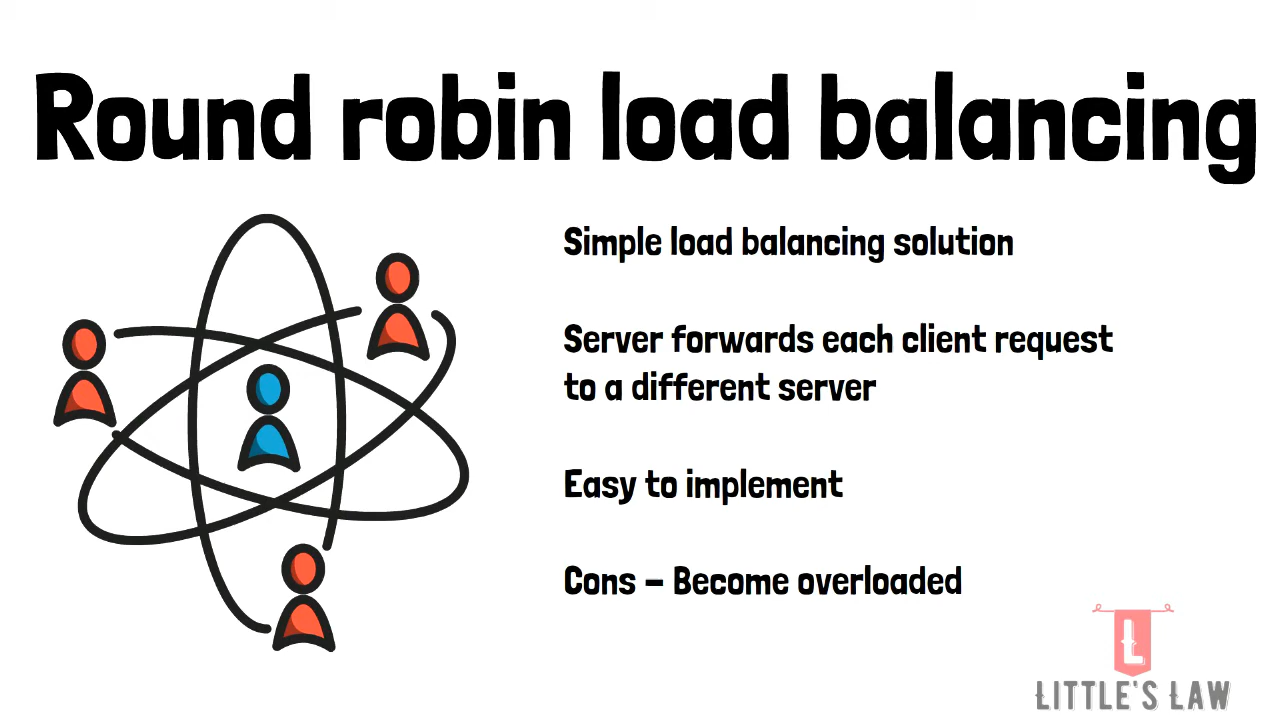 Round robin load balancing
Simple load balancing solution
Server forwards each client request
to a different server
Easy to implement
Cons – Become overloaded
L
LITTLE'S LAW